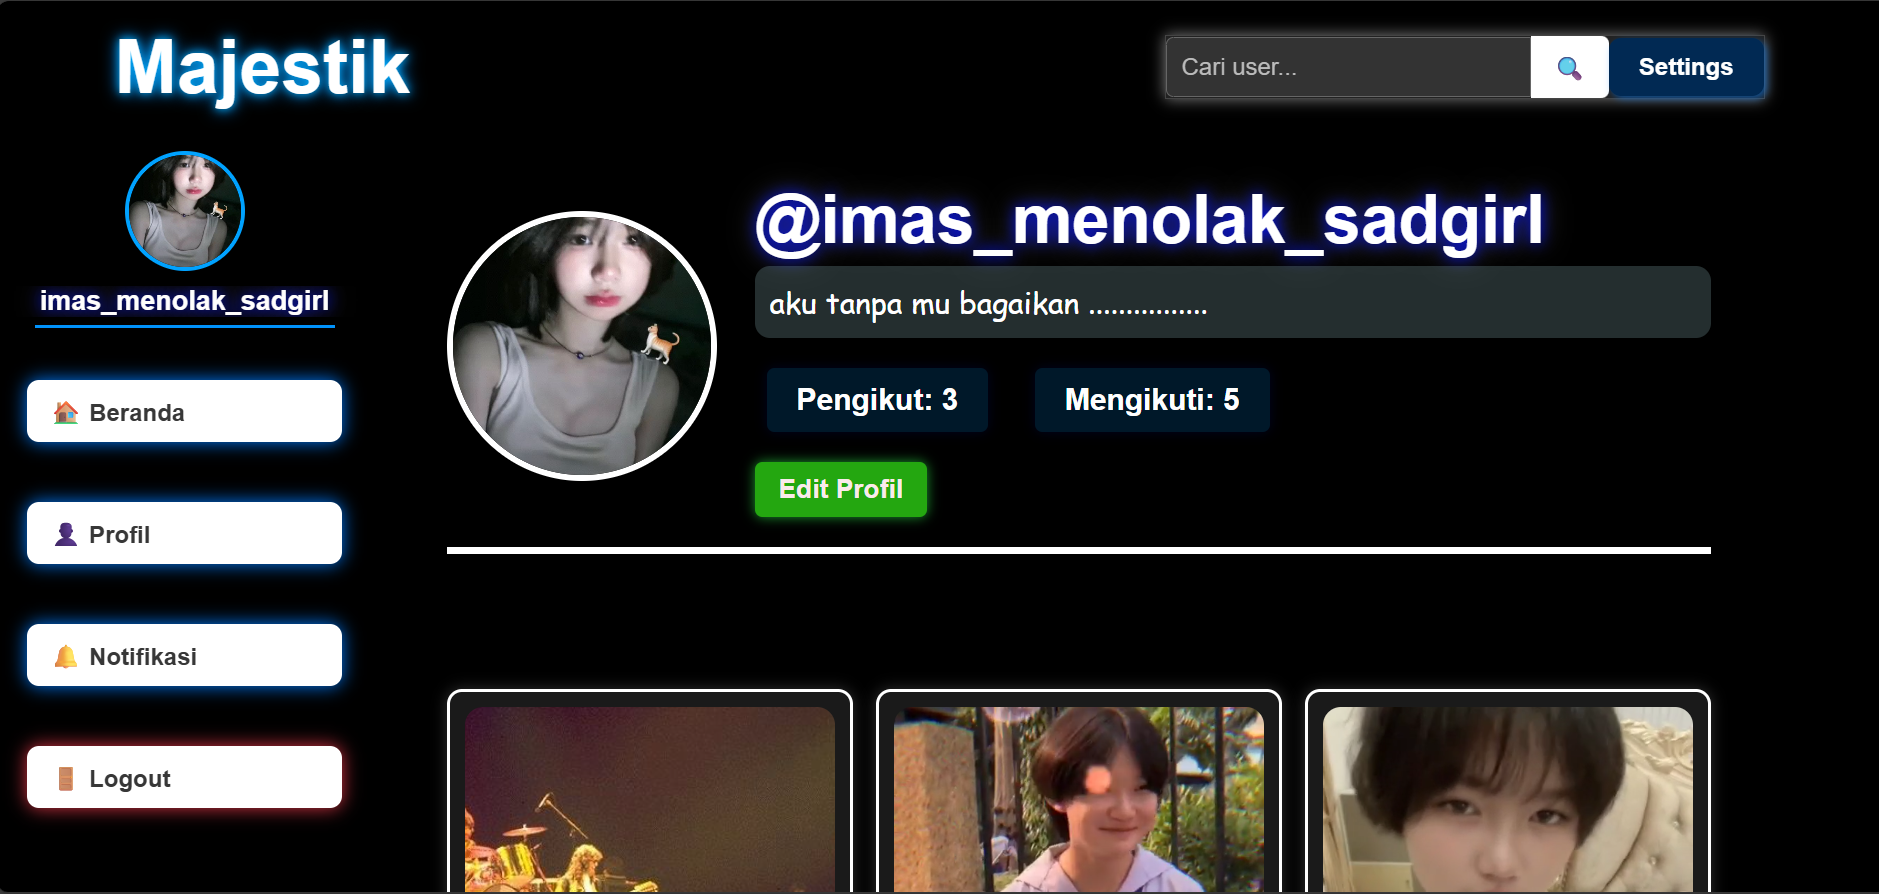 Majestik
Cari user...
Settings
imas_menolak_sadgirl
Beranda
Profil
Notifikasi
Logout
@imas_menolak_sadgirl
aku tanpa mu bagaikan ................
Pengikut: 3
Mengikuti: 5
Edit Profil